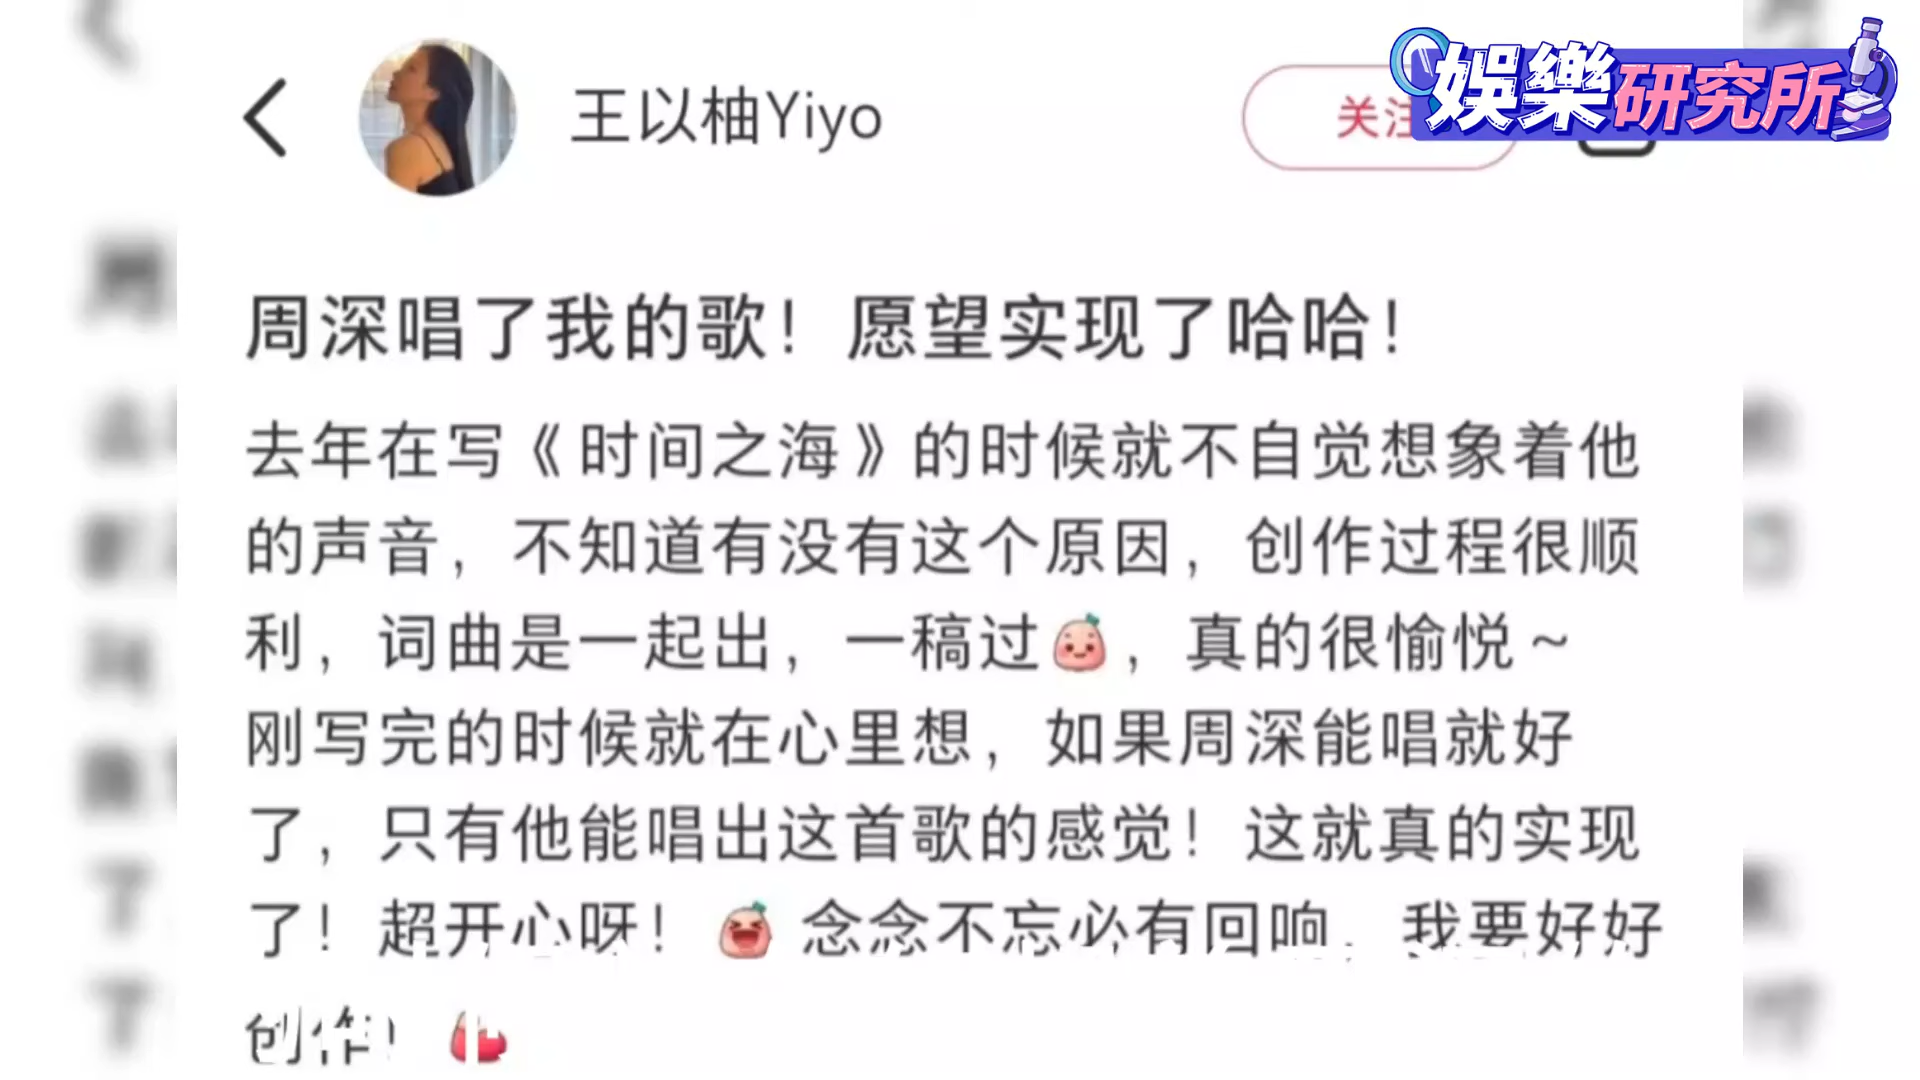 王以柚Yiyo
关注
娛樂研究所
周深唱了我的歌！愿望实现了哈哈！
去年在写《时间之海》的时候就不自觉想象着他
的声音，不知道有没有这个原因，创作过程很顺
利，词曲是一起出，一稿过，真的很愉悦～
刚写完的时候就在心里想，如果周深能唱就好
了，只有他能唱出这首歌的感觉！这就真的实现
了！超开心呀！念念不忘必有回响，我要好好
创作！